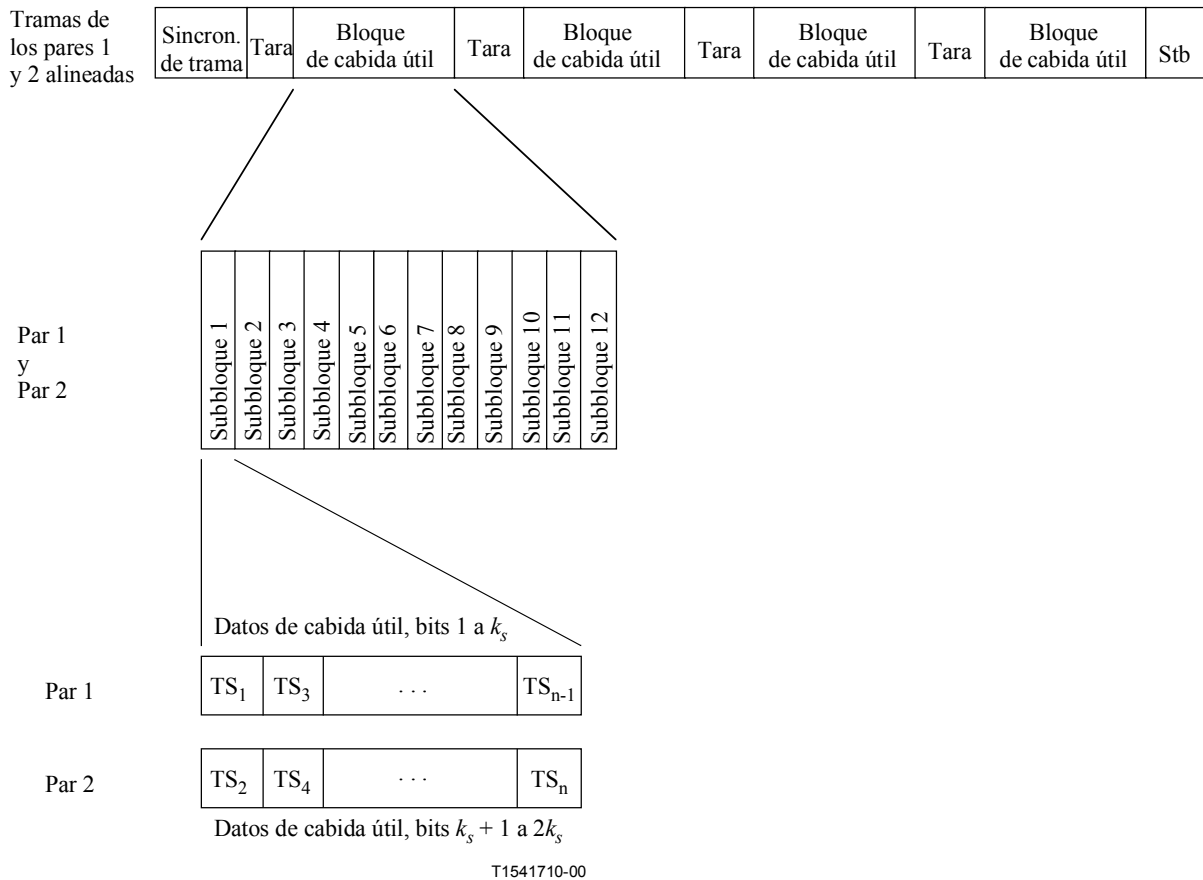 Tramas de
los pares 1
y 2 alineadas
Sincron.
de trama
Tara
Bloque
de cabida útil
Tara
Bloque
de cabida útil
Tara
Bloque
de cabida útil
Tara
Bloque
de cabida útil
Stb
Par 1
y
Par 2
Subbloque 1
Subbloque 2
Subbloque 3
Subbloque 4
Subbloque 5
Subbloque 6
Subbloque 7
Subbloque 8
Subbloque 9
Subbloque 10
Subbloque 11
Subbloque 12
Datos de cabida útil, bits 1 a kₛ
Par 1
TS₁
TS₃
. . .
TSₙ₋₁
Par 2
TS₂
TS₄
. . .
TSₙ
Datos de cabida útil, bits kₛ + 1 a 2kₛ
T1541710-00